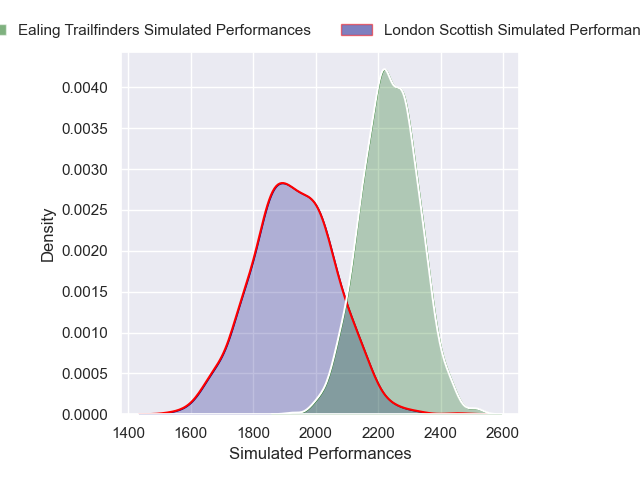 Ealing Trailfinders Simulated Performances London Scottish Simulated Performan
0.0040
0.0035
0.0030
0.0025
0.0020
0.0015
0.0010
0.0005
0.0000
Density
1400 1600 1800 2000 2200 2400 2600
Simulated Performances